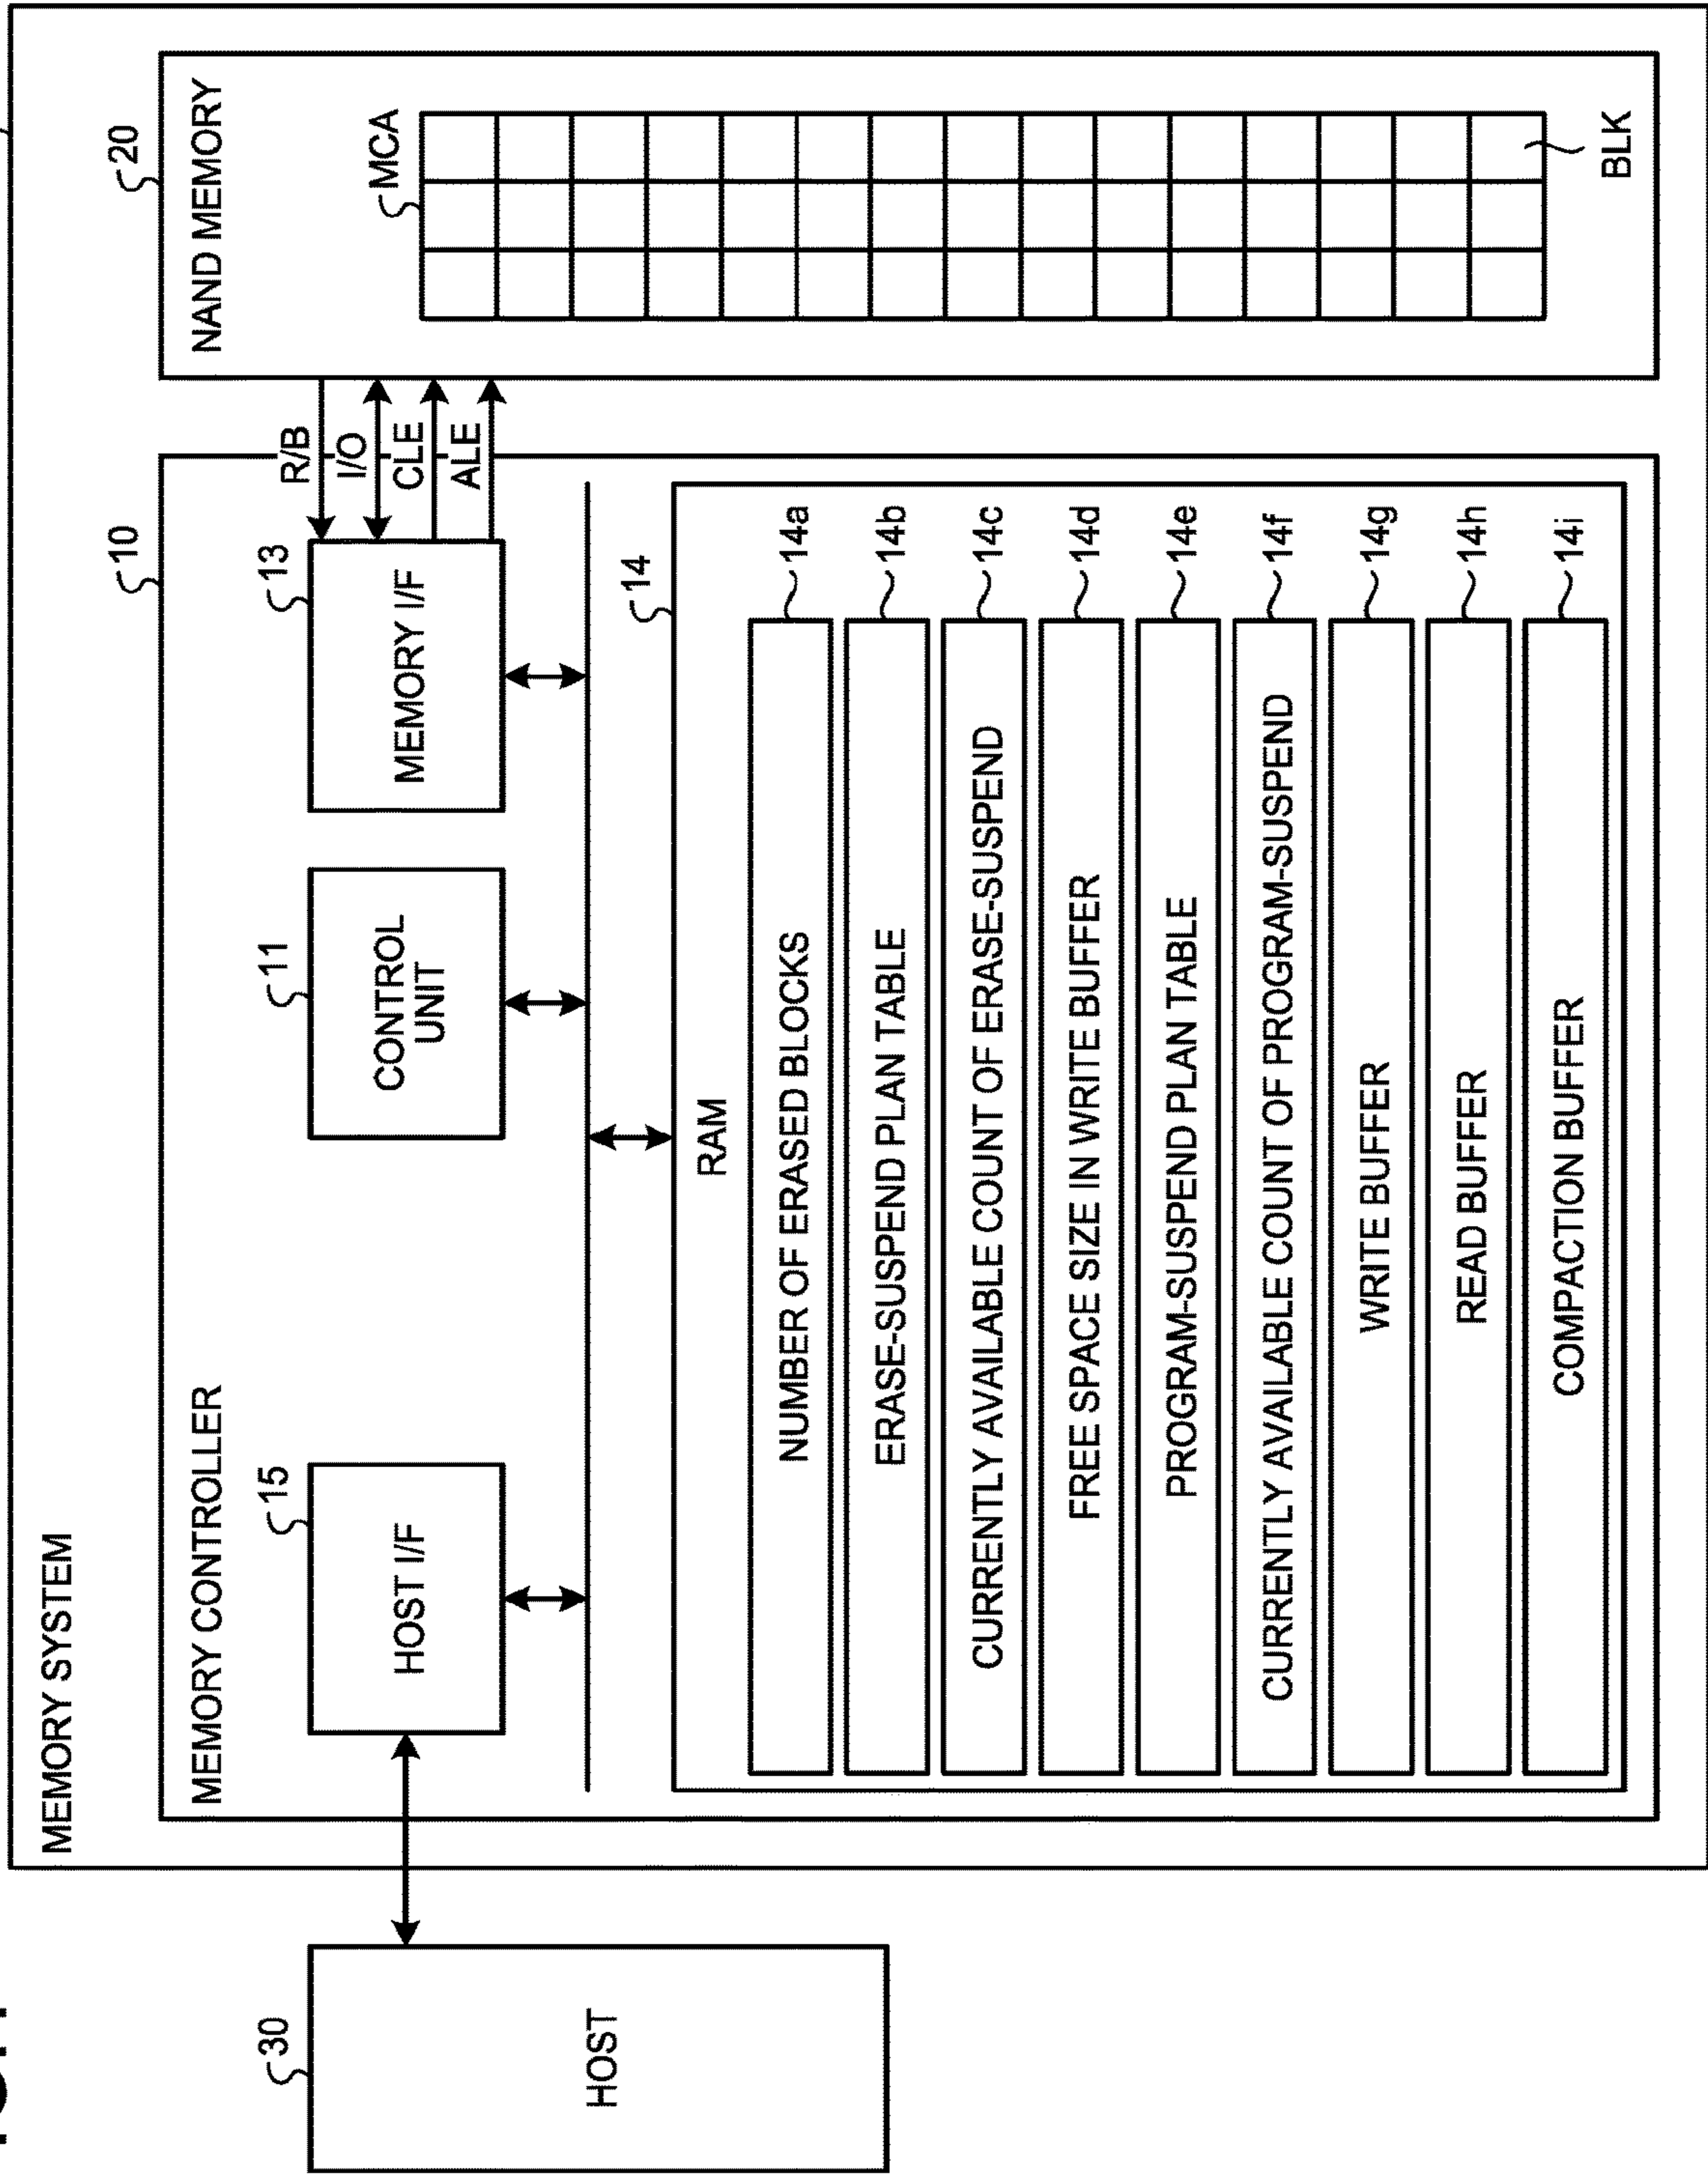 MEMORY SYSTEM
30
HOST
10
MEMORY CONTROLLER
15
HOST I/F
11
CONTROL
UNIT
13
MEMORY I/F
R/B
I/O
CLE
ALE
14
RAM
NUMBER OF ERASED BLOCKS
14a
ERASE-SUSPEND PLAN TABLE
14b
CURRENTLY AVAILABLE COUNT OF ERASE-SUSPEND
14c
FREE SPACE SIZE IN WRITE BUFFER
14d
PROGRAM-SUSPEND PLAN TABLE
14e
CURRENTLY AVAILABLE COUNT OF PROGRAM-SUSPEND
14f
WRITE BUFFER
14g
READ BUFFER
14h
COMPACTION BUFFER
14i
20
NAND MEMORY
MCA
BLK